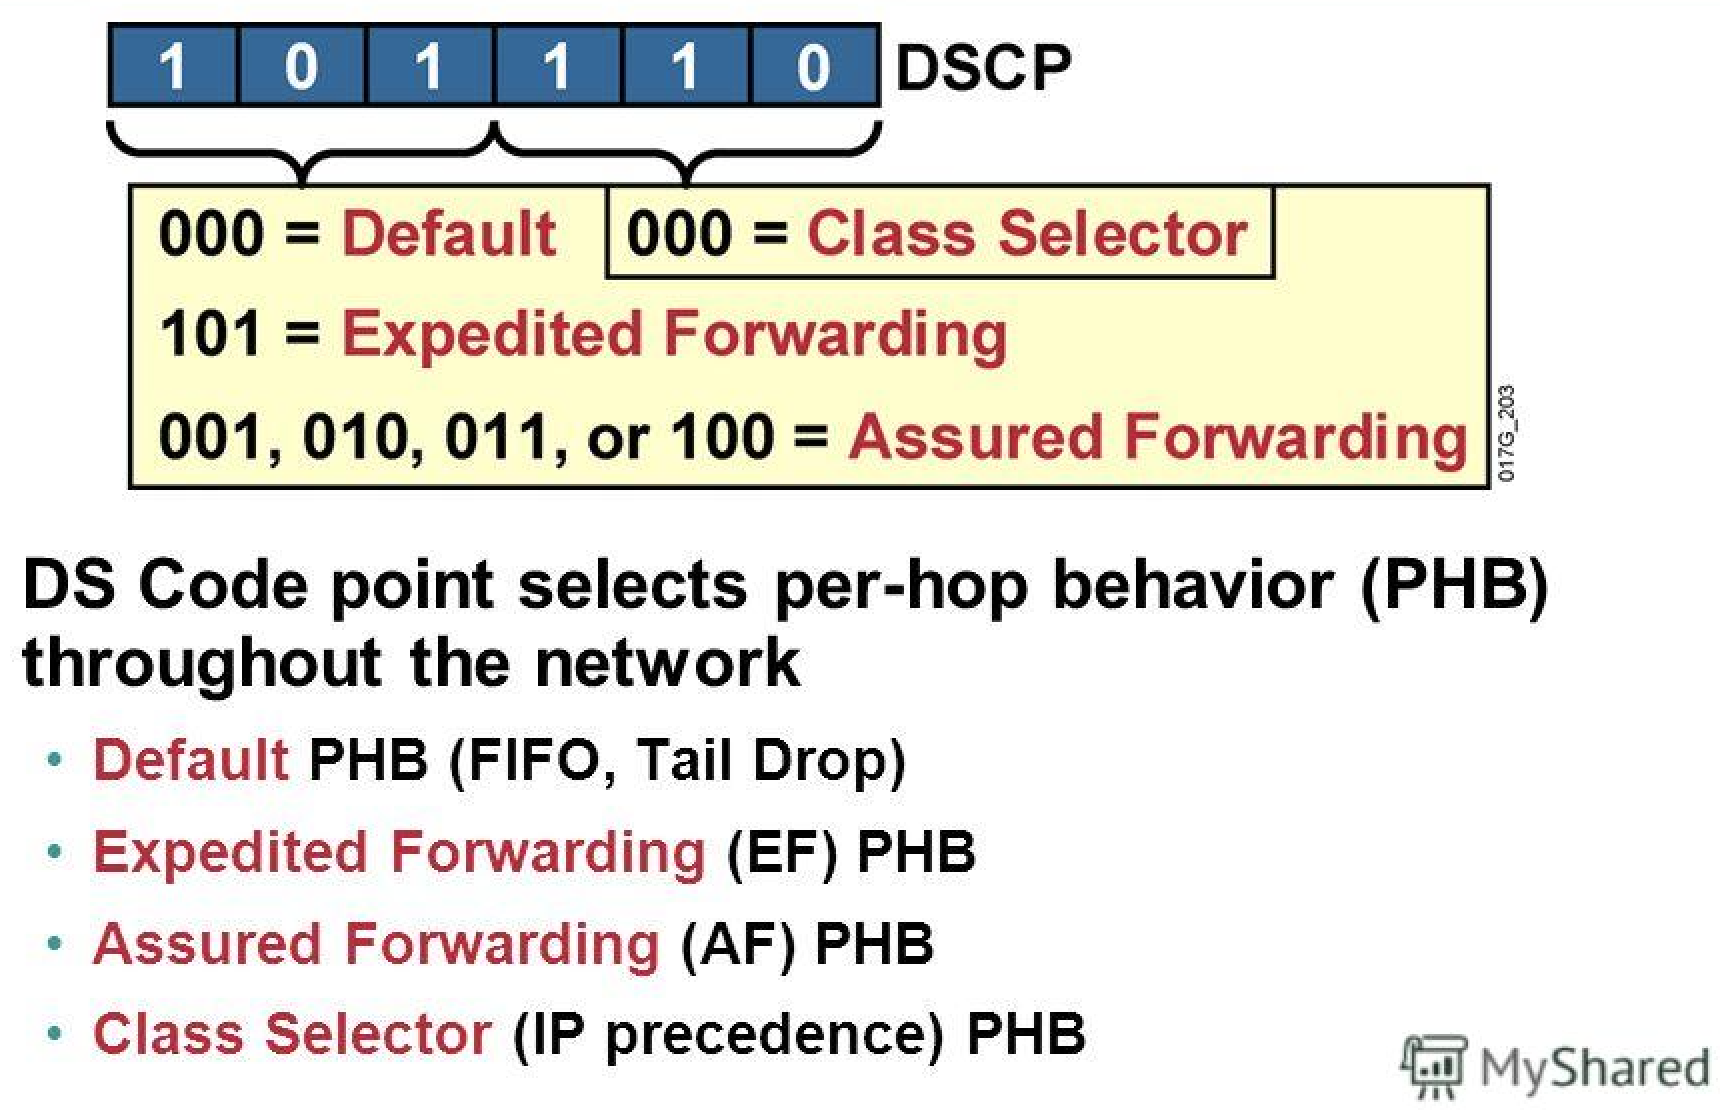 1 0 1 1 1 0 DSCP
000 = Default 000 = Class Selector
101 = Expedited Forwarding
001, 010, 011, or 100 = Assured Forwarding
017G_203
DS Code point selects per-hop behavior (PHB)
throughout the network
• Default PHB (FIFO, Tail Drop)
• Expedited Forwarding (EF) PHB
• Assured Forwarding (AF) PHB
• Class Selector (IP precedence) PHB
MyShared